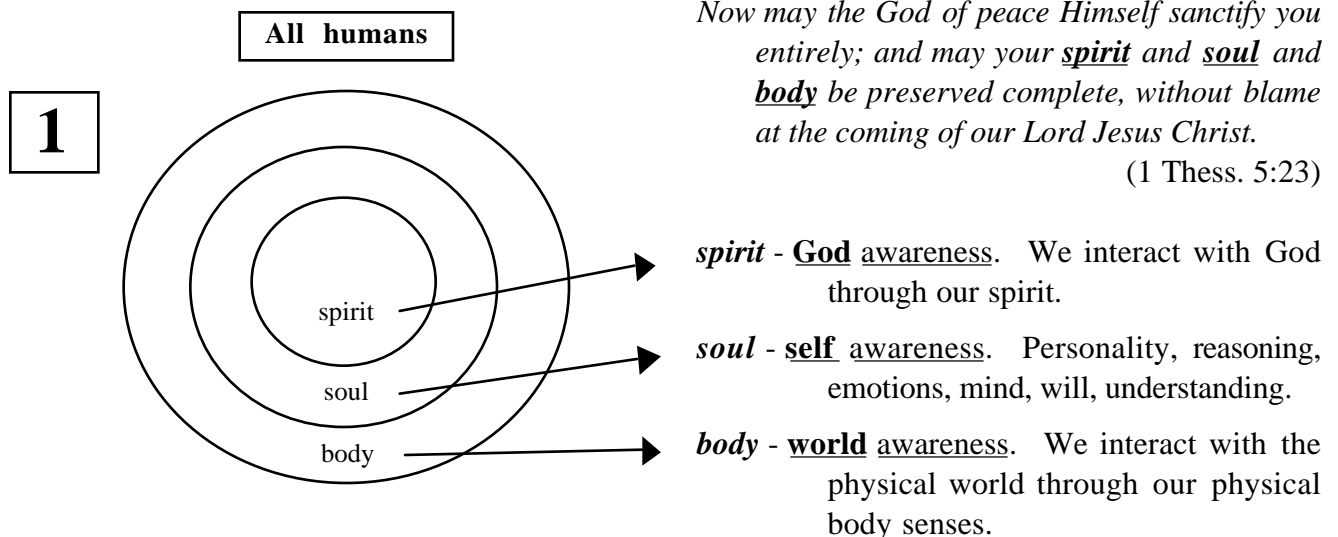 All humans
1
spirit
soul
body
Now may the God of peace Himself sanctify you
entirely; and may your spirit and soul and
body be preserved complete, without blame
at the coming of our Lord Jesus Christ.
(1 Thess. 5:23)
spirit - God awareness. We interact with God
through our spirit.
soul - self awareness. Personality, reasoning,
emotions, mind, will, understanding.
body - world awareness. We interact with the
physical world through our physical
body senses.